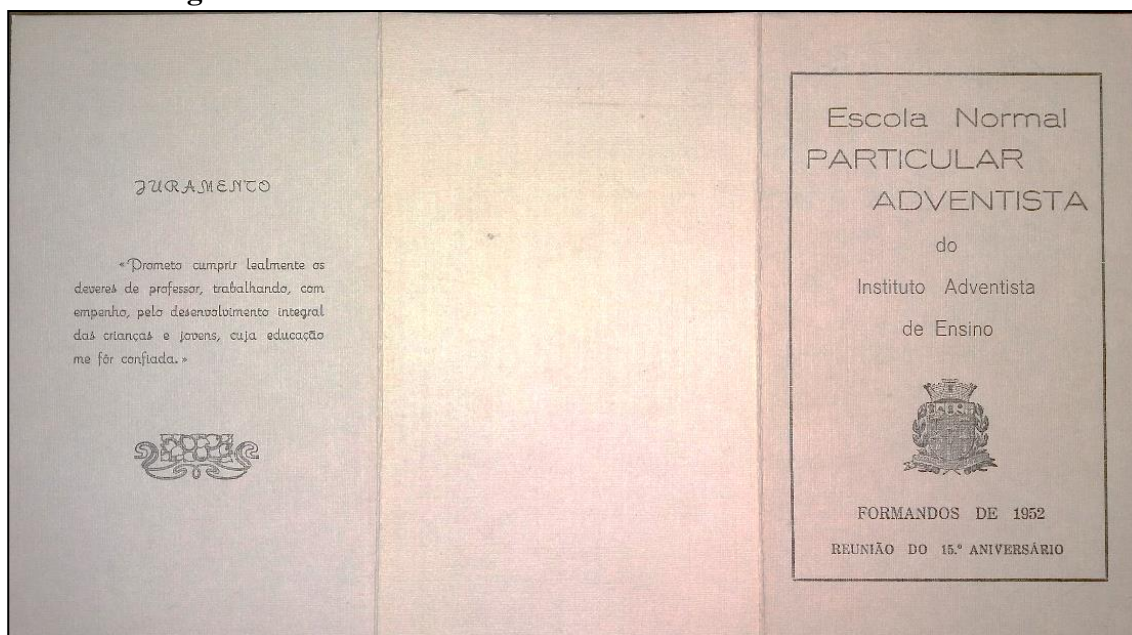 JURAMENTO
«Prometo cumprir lealmente os
deveres de professor, trabalhando, com
empenho, pelo desenvolvimento integral
das crianças e jovens, cuja educação
me fôr confiada.»
Escola Normal
PARTICULAR
ADVENTISTA
do
Instituto Adventista
de Ensino
FORMANDOS DE 1952
REUNIÃO DO 15.º ANIVERSÁRIO